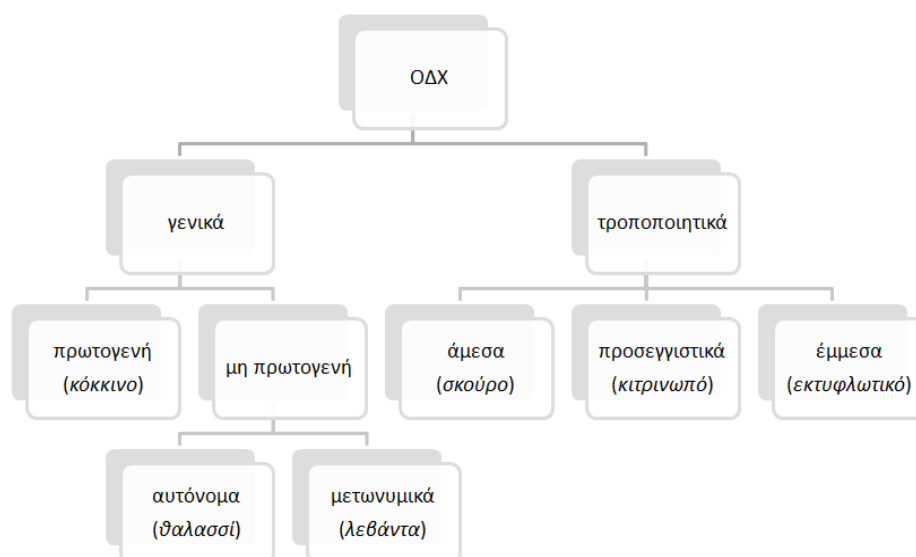 ΟΔΧ
γενικά
τροποποιητικά
πρωτογενή
(κόκκινο)
μη πρωτογενή
άμεσα
(σκούρο)
προσεγγιστικά
(κιτρινωπό)
έμμεσα
(εκτυφλωτικό)
αυτόνομα
(θαλασσί)
μετωνυμικά
(λεβάντα)